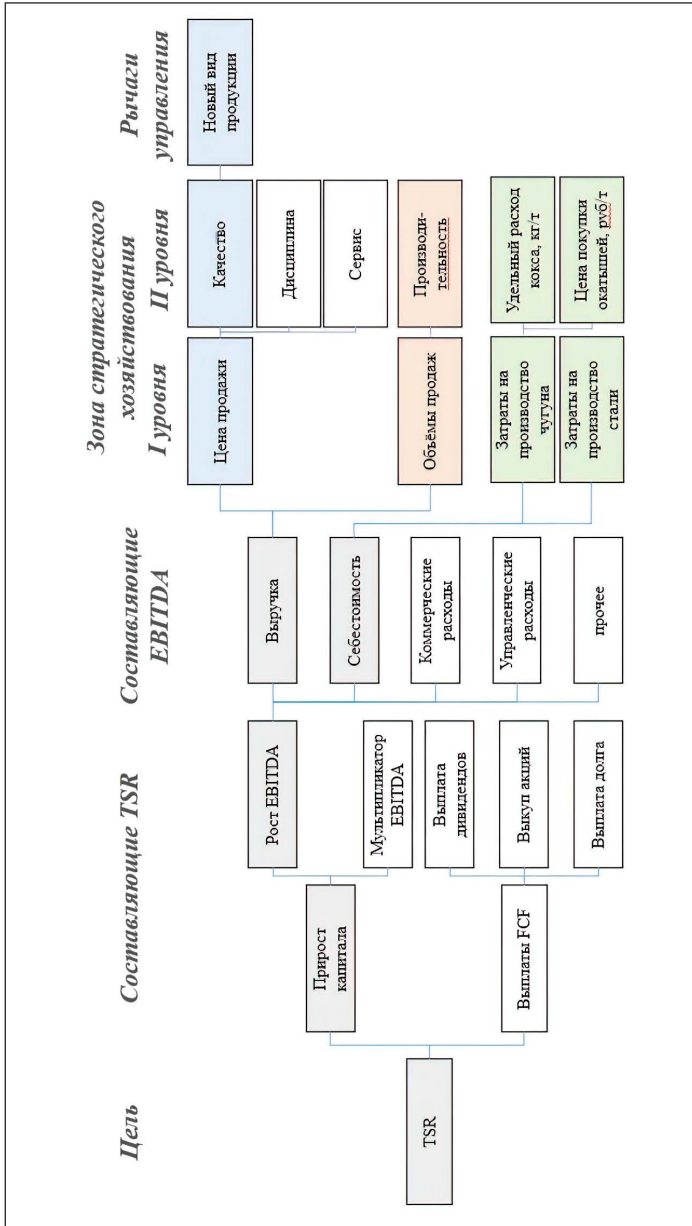 Цель
Составляющие TSR
Составляющие
EBITDA
Зона стратегического
хозяйствования
I уровня
II уровня
Рычаги
управления
TSR
Прирост
капитала
Выплаты FCF
Рост EBITDA
Мультипликатор
EBITDA
Выплата
дивидендов
Выкуп акций
Выплата долга
Выручка
Себестоимость
Коммерческие
расходы
Управленческие
расходы
прочее
Цена продажи
Объёмы продаж
Затраты на
производство
чугуна
Затраты на
производство
стали
Качество
Дисциплина
Сервис
Производи-
тельность
Удельный расход
кокса, кг/т
Цена покупки
окатышей, руб/т
Новый вид
продукции